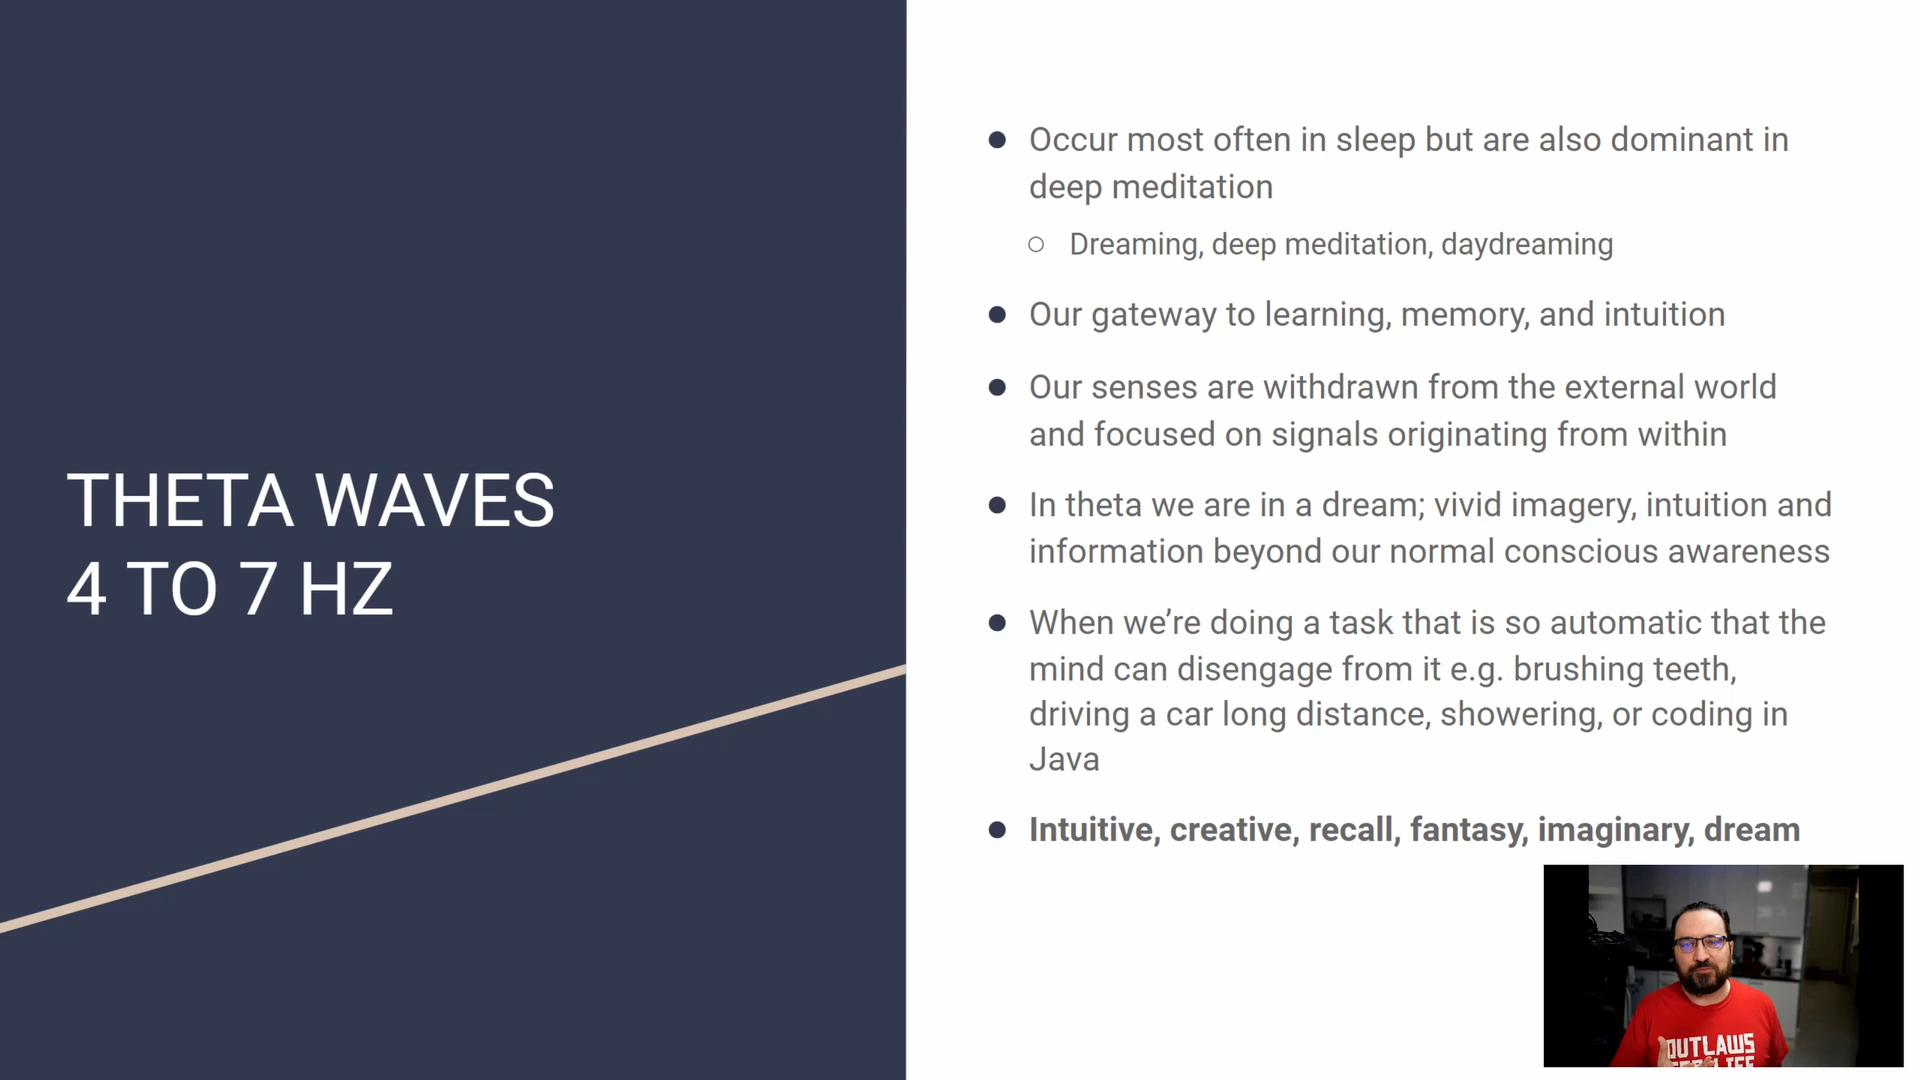 THETA WAVES
4 TO 7 HZ
Occur most often in sleep but are also dominant in
deep meditation
Dreaming, deep meditation, daydreaming
Our gateway to learning, memory, and intuition
Our senses are withdrawn from the external world
and focused on signals originating from within
In theta we are in a dream; vivid imagery, intuition and
information beyond our normal conscious awareness
When we’re doing a task that is so automatic that the
mind can disengage from it e.g. brushing teeth,
driving a car long distance, showering, or coding in
Java
Intuitive, creative, recall, fantasy, imaginary, dream
OUTLAWS
LIFE